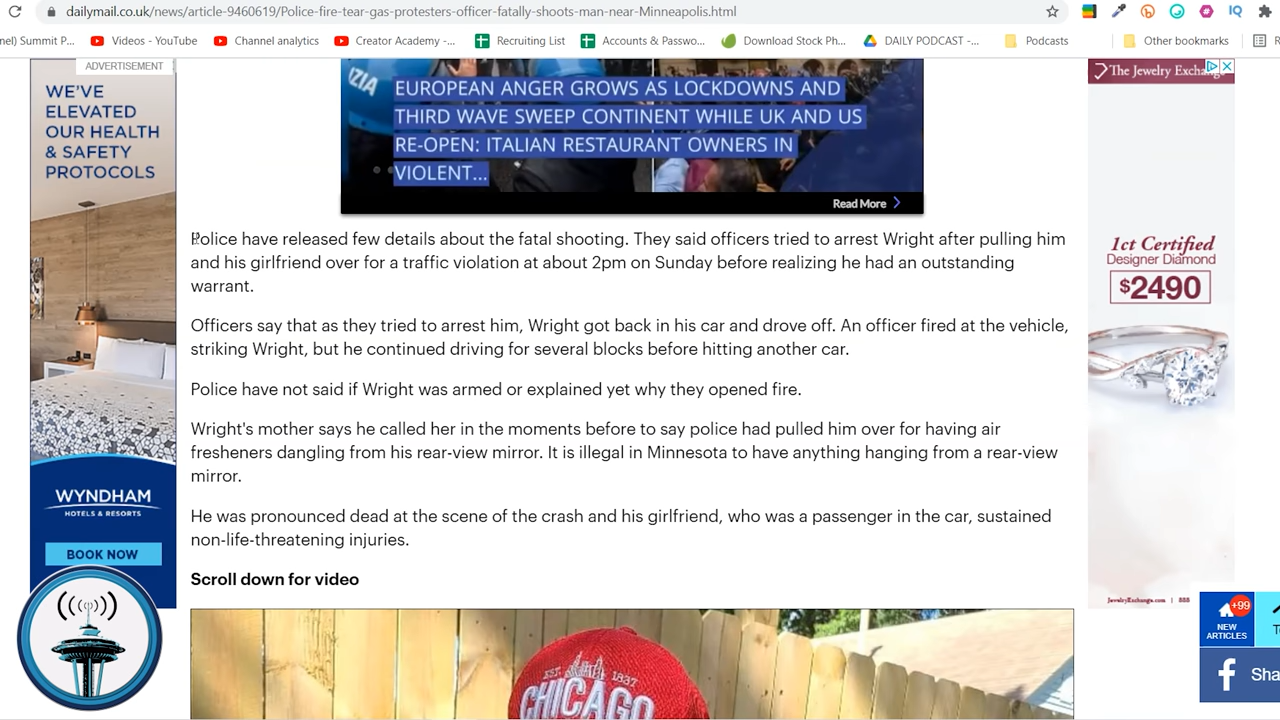 dailymail.co.uk/news/article-9460619/Police-fire-tear-gas-protesters-officer-fatally-shoots-man-near-Minneapolis.html
nel) Summit P... Videos - YouTube Channel analytics Creator Academy -... Recruiting List Accounts & Passwo... Download Stock Ph... DAILY PODCAST -... Podcasts Other bookmarks
ADVERTISEMENT
WE'VE
ELEVATED
OUR HEALTH
& SAFETY
PROTOCOLS
WYNDHAM
HOTELS & RESORTS
BOOK NOW
EUROPEAN ANGER GROWS AS LOCKDOWNS AND
THIRD WAVE SWEEP CONTINENT WHILE UK AND US
RE-OPEN: ITALIAN RESTAURANT OWNERS IN
VIOLENT...
Read More
Police have released few details about the fatal shooting. They said officers tried to arrest Wright after pulling him
and his girlfriend over for a traffic violation at about 2pm on Sunday before realizing he had an outstanding
warrant.
Officers say that as they tried to arrest him, Wright got back in his car and drove off. An officer fired at the vehicle,
striking Wright, but he continued driving for several blocks before hitting another car.
Police have not said if Wright was armed or explained yet why they opened fire.
Wright's mother says he called her in the moments before to say police had pulled him over for having air
fresheners dangling from his rear-view mirror. It is illegal in Minnesota to have anything hanging from a rear-view
mirror.
He was pronounced dead at the scene of the crash and his girlfriend, who was a passenger in the car, sustained
non-life-threatening injuries.
Scroll down for video
EST. 1837
CHICAGO
The Jewelry Exchange
1ct Certified
Designer Diamond
$2490
JewelryExchange.com | 888
+99
NEW
ARTICLES
To
Sha